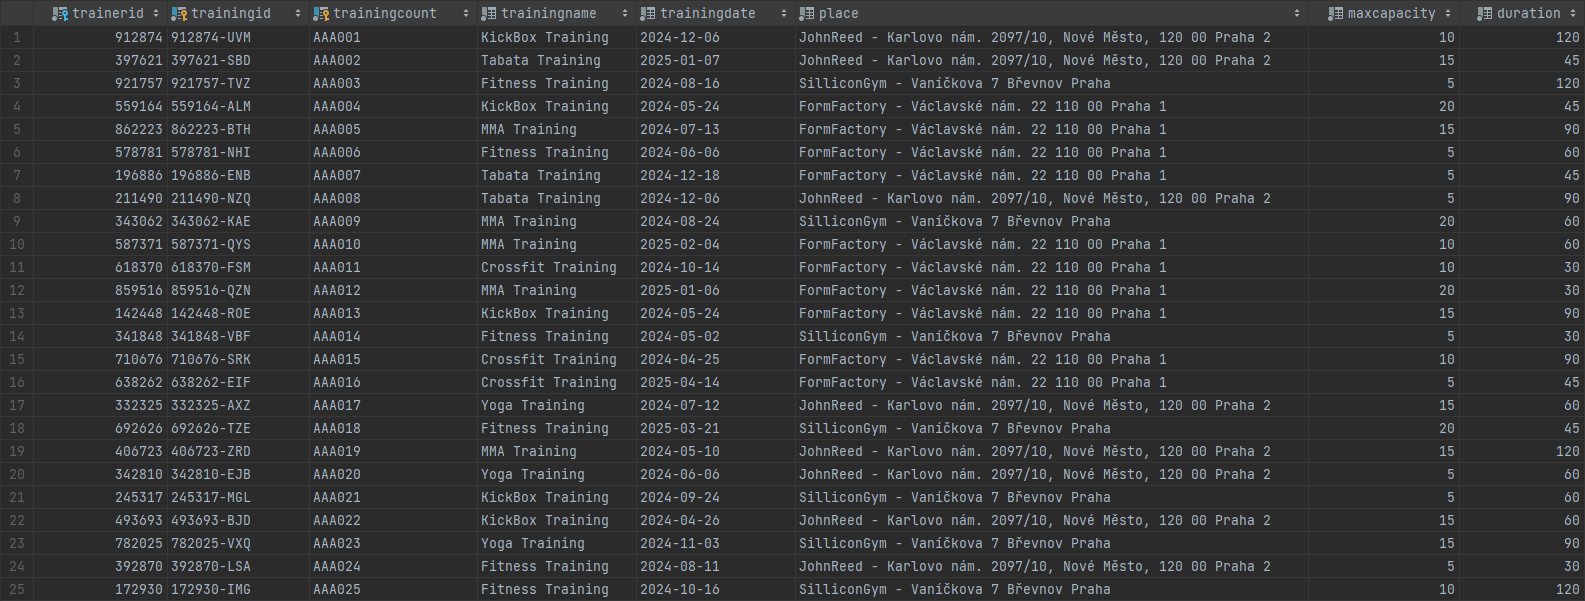 trainerid trainingid trainingcount trainingname trainingdate place maxcapacity duration
1 912874 912874-UVM AAA001 KickBox Training 2024-12-06 JohnReed - Karlovo nám. 2097/10, Nové Město, 120 00 Praha 2 10 120
2 397621 397621-SBD AAA002 Tabata Training 2025-01-07 JohnReed - Karlovo nám. 2097/10, Nové Město, 120 00 Praha 2 15 45
3 921757 921757-TVZ AAA003 Fitness Training 2024-08-16 SilliconGym - Vaníčkova 7 Břevnov Praha 5 120
4 559164 559164-ALM AAA004 KickBox Training 2024-05-24 FormFactory - Václavské nám. 22 110 00 Praha 1 20 45
5 862223 862223-BTH AAA005 MMA Training 2024-07-13 FormFactory - Václavské nám. 22 110 00 Praha 1 15 90
6 578781 578781-NHI AAA006 Fitness Training 2024-06-06 FormFactory - Václavské nám. 22 110 00 Praha 1 5 60
7 196886 196886-ENB AAA007 Tabata Training 2024-12-18 FormFactory - Václavské nám. 22 110 00 Praha 1 5 45
8 211490 211490-NZQ AAA008 Tabata Training 2024-12-06 JohnReed - Karlovo nám. 2097/10, Nové Město, 120 00 Praha 2 5 90
9 343062 343062-KAE AAA009 MMA Training 2024-08-24 SilliconGym - Vaníčkova 7 Břevnov Praha 20 60
10 587371 587371-QYS AAA010 MMA Training 2025-02-04 FormFactory - Václavské nám. 22 110 00 Praha 1 10 60
11 618370 618370-FSM AAA011 Crossfit Training 2024-10-14 FormFactory - Václavské nám. 22 110 00 Praha 1 10 30
12 859516 859516-QZN AAA012 MMA Training 2025-01-06 FormFactory - Václavské nám. 22 110 00 Praha 1 20 30
13 142448 142448-ROE AAA013 KickBox Training 2024-05-24 FormFactory - Václavské nám. 22 110 00 Praha 1 15 90
14 341848 341848-VBF AAA014 Fitness Training 2024-05-02 SilliconGym - Vaníčkova 7 Břevnov Praha 5 30
15 710676 710676-SRK AAA015 Crossfit Training 2024-04-25 FormFactory - Václavské nám. 22 110 00 Praha 1 10 90
16 638262 638262-EIF AAA016 Crossfit Training 2025-04-14 FormFactory - Václavské nám. 22 110 00 Praha 1 5 45
17 332325 332325-AXZ AAA017 Yoga Training 2024-07-12 JohnReed - Karlovo nám. 2097/10, Nové Město, 120 00 Praha 2 15 60
18 692626 692626-TZE AAA018 Fitness Training 2025-03-21 SilliconGym - Vaníčkova 7 Břevnov Praha 20 45
19 406723 406723-ZRD AAA019 MMA Training 2024-05-10 JohnReed - Karlovo nám. 2097/10, Nové Město, 120 00 Praha 2 15 120
20 342810 342810-EJB AAA020 Yoga Training 2024-06-06 JohnReed - Karlovo nám. 2097/10, Nové Město, 120 00 Praha 2 5 60
21 245317 245317-MGL AAA021 KickBox Training 2024-09-24 SilliconGym - Vaníčkova 7 Břevnov Praha 5 60
22 493693 493693-BJD AAA022 KickBox Training 2024-04-26 JohnReed - Karlovo nám. 2097/10, Nové Město, 120 00 Praha 2 15 60
23 782025 782025-VXQ AAA023 Yoga Training 2024-11-03 SilliconGym - Vaníčkova 7 Břevnov Praha 15 90
24 392870 392870-LSA AAA024 Fitness Training 2024-08-11 JohnReed - Karlovo nám. 2097/10, Nové Město, 120 00 Praha 2 5 30
25 172930 172930-IMG AAA025 Fitness Training 2024-10-16 SilliconGym - Vaníčkova 7 Břevnov Praha 10 120